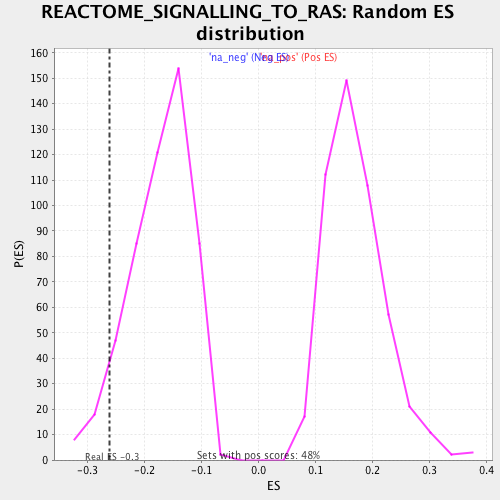 REACTOME_SIGNALLING_TO_RAS: Random ES
distribution
'na_neg' (Neg ES) 'na_pos' (Pos ES)
160
150
140
130
120
110
100
90
80
70
60
50
40
30
20
10
0
P(ES)
Real ES -0.3
Sets with pos scores: 48%
-0.3 -0.2 -0.1 0.0 0.1 0.2 0.3 0.4
ES